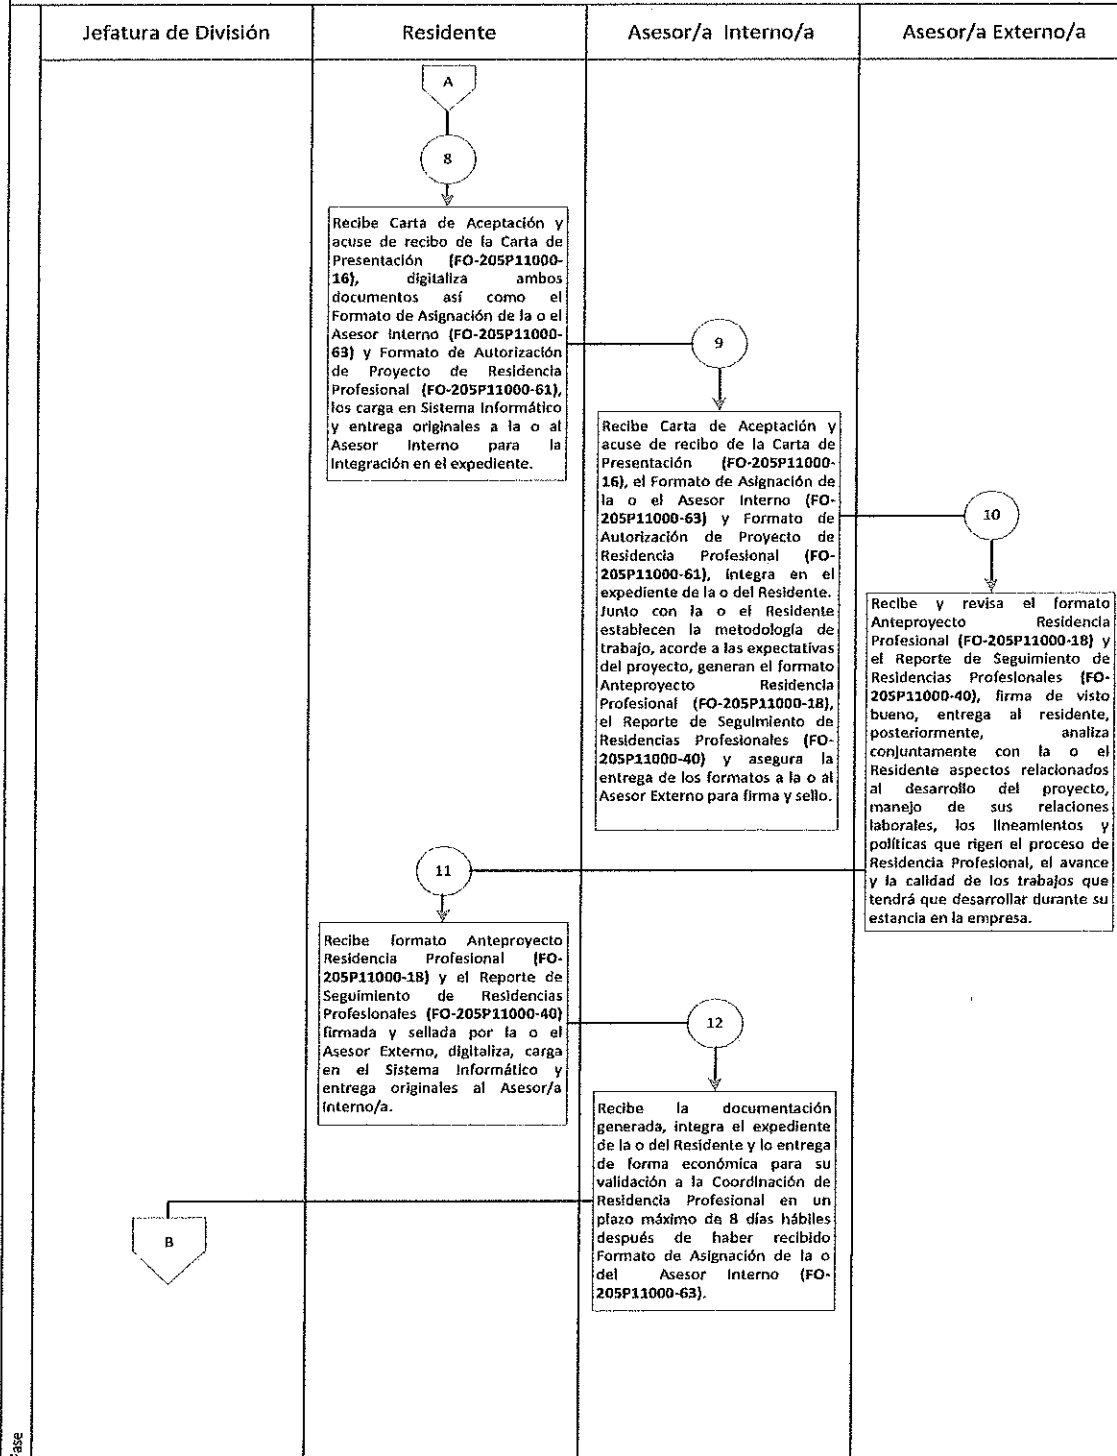 Jefatura de División
Residente
Asesor/a Interno/a
Asesor/a Externo/a
A
8
Recibe Carta de Aceptación y
acuse de recibo de la Carta de
Presentación (FO-205P11000-
16), digitaliza ambos
documentos así como el
Formato de Asignación de la o el
Asesor Interno (FO-205P11000-
63) y Formato de Autorización
de Proyecto de Residencia
Profesional (FO-205P11000-61),
los carga en Sistema Informático
y entrega originales a la o al
Asesor Interno para la
Integración en el expediente.
9
Recibe Carta de Aceptación y
acuse de recibo de la Carta de
Presentación (FO-205P11000-
16), el Formato de Asignación de
la o el Asesor Interno (FO-
205P11000-63) y Formato de
Autorización de Proyecto de
Residencia Profesional (FO-
205P11000-61), integra en el
expediente de la o del Residente.
Junto con la o el Residente
establecen la metodología de
trabajo, acorde a las expectativas
del proyecto, generan el formato
Anteproyecto Residencia
Profesional (FO-205P11000-18),
el Reporte de Seguimiento de
Residencias Profesionales (FO-
205P11000-40) y asegura la
entrega de los formatos a la o al
Asesor Externo para firma y sello.
10
Recibe y revisa el formato
Anteproyecto Residencia
Profesional (FO-205P11000-18) y
el Reporte de Seguimiento de
Residencias Profesionales (FO-
205P11000-40), firma de visto
bueno, entrega al residente,
posteriormente, analiza
conjuntamente con la o el
Residente aspectos relacionados
al desarrollo del proyecto,
manejo de sus relaciones
laborales, los lineamientos y
políticas que rigen el proceso de
Residencia Profesional, el avance
y la calidad de los trabajos que
tendrá que desarrollar durante su
estancia en la empresa.
11
Recibe formato Anteproyecto
Residencia Profesional (FO-
205P11000-18) y el Reporte de
Seguimiento de Residencias
Profesionales (FO-205P11000-40)
firmada y sellada por la o el
Asesor Externo, digitaliza, carga
en el Sistema Informático y
entrega originales al Asesor/a
Interno/a.
12
Recibe la documentación
generada, integra el expediente
de la o del Residente y lo entrega
de forma económica para su
validación a la Coordinación de
Residencia Profesional en un
plazo máximo de 8 días hábiles
después de haber recibido
Formato de Asignación de la o
del Asesor Interno (FO-
205P11000-63).
B